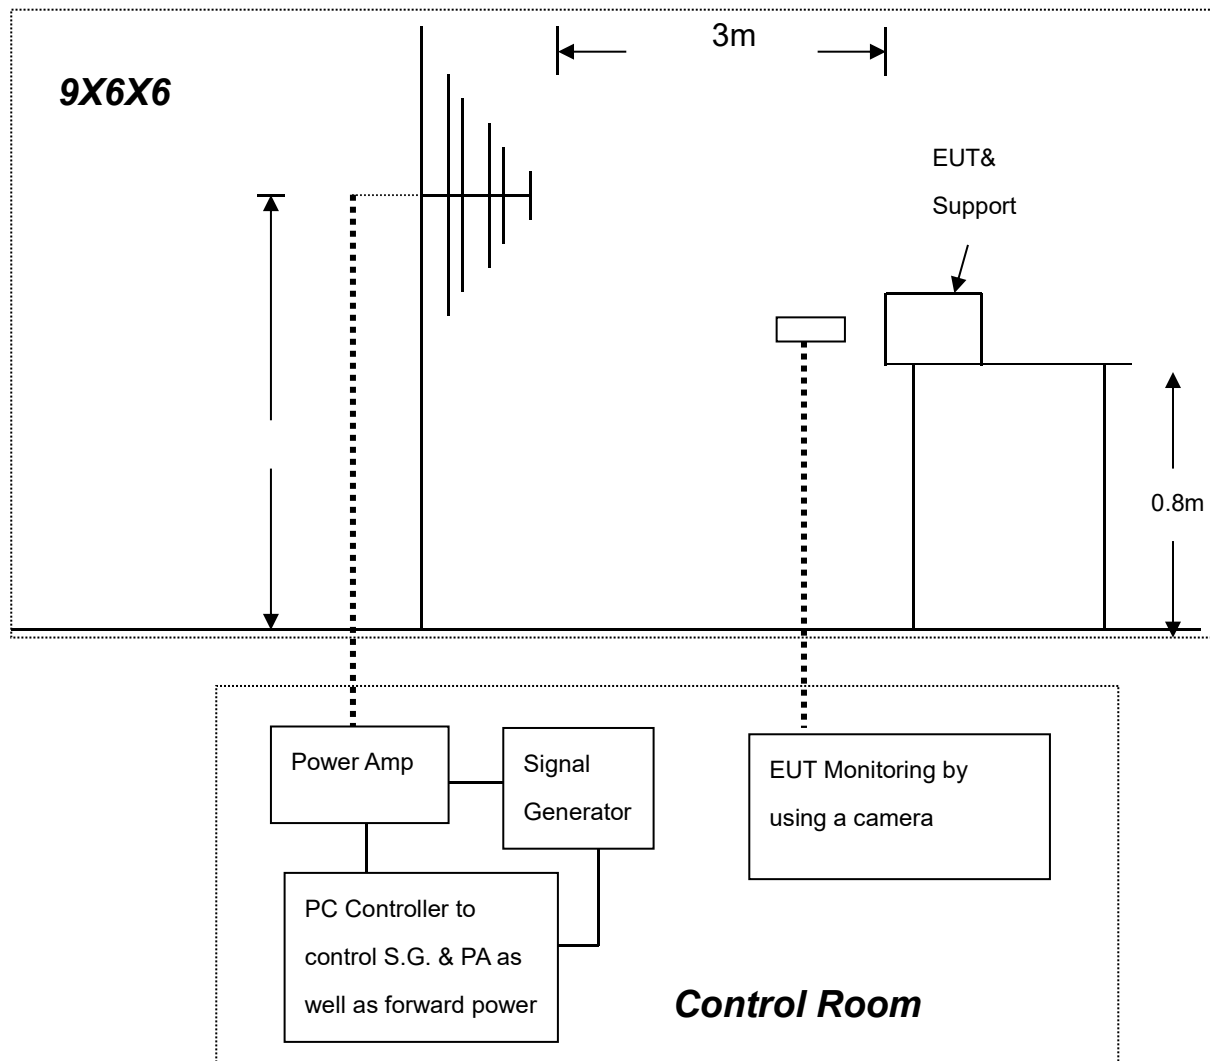 3m
9X6X6
EUT&
Support
0.8m
Power Amp
Signal
Generator
EUT Monitoring by
using a camera
PC Controller to
control S.G. & PA as
well as forward power
Control Room